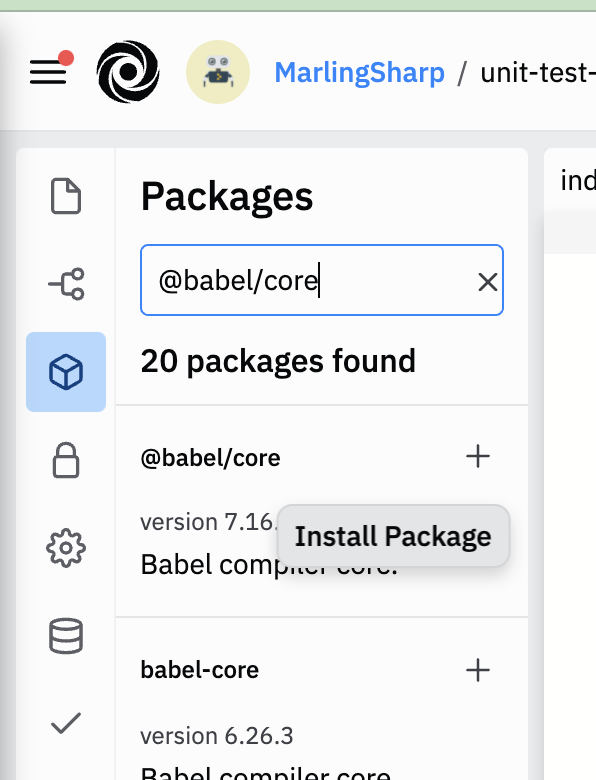 MarlingSharp / unit-test-
Packages
@babel/core
20 packages found
@babel/core
version 7.16.
Install Package
Babel compiler core.
babel-core
version 6.26.3
Babel compiler core
ind